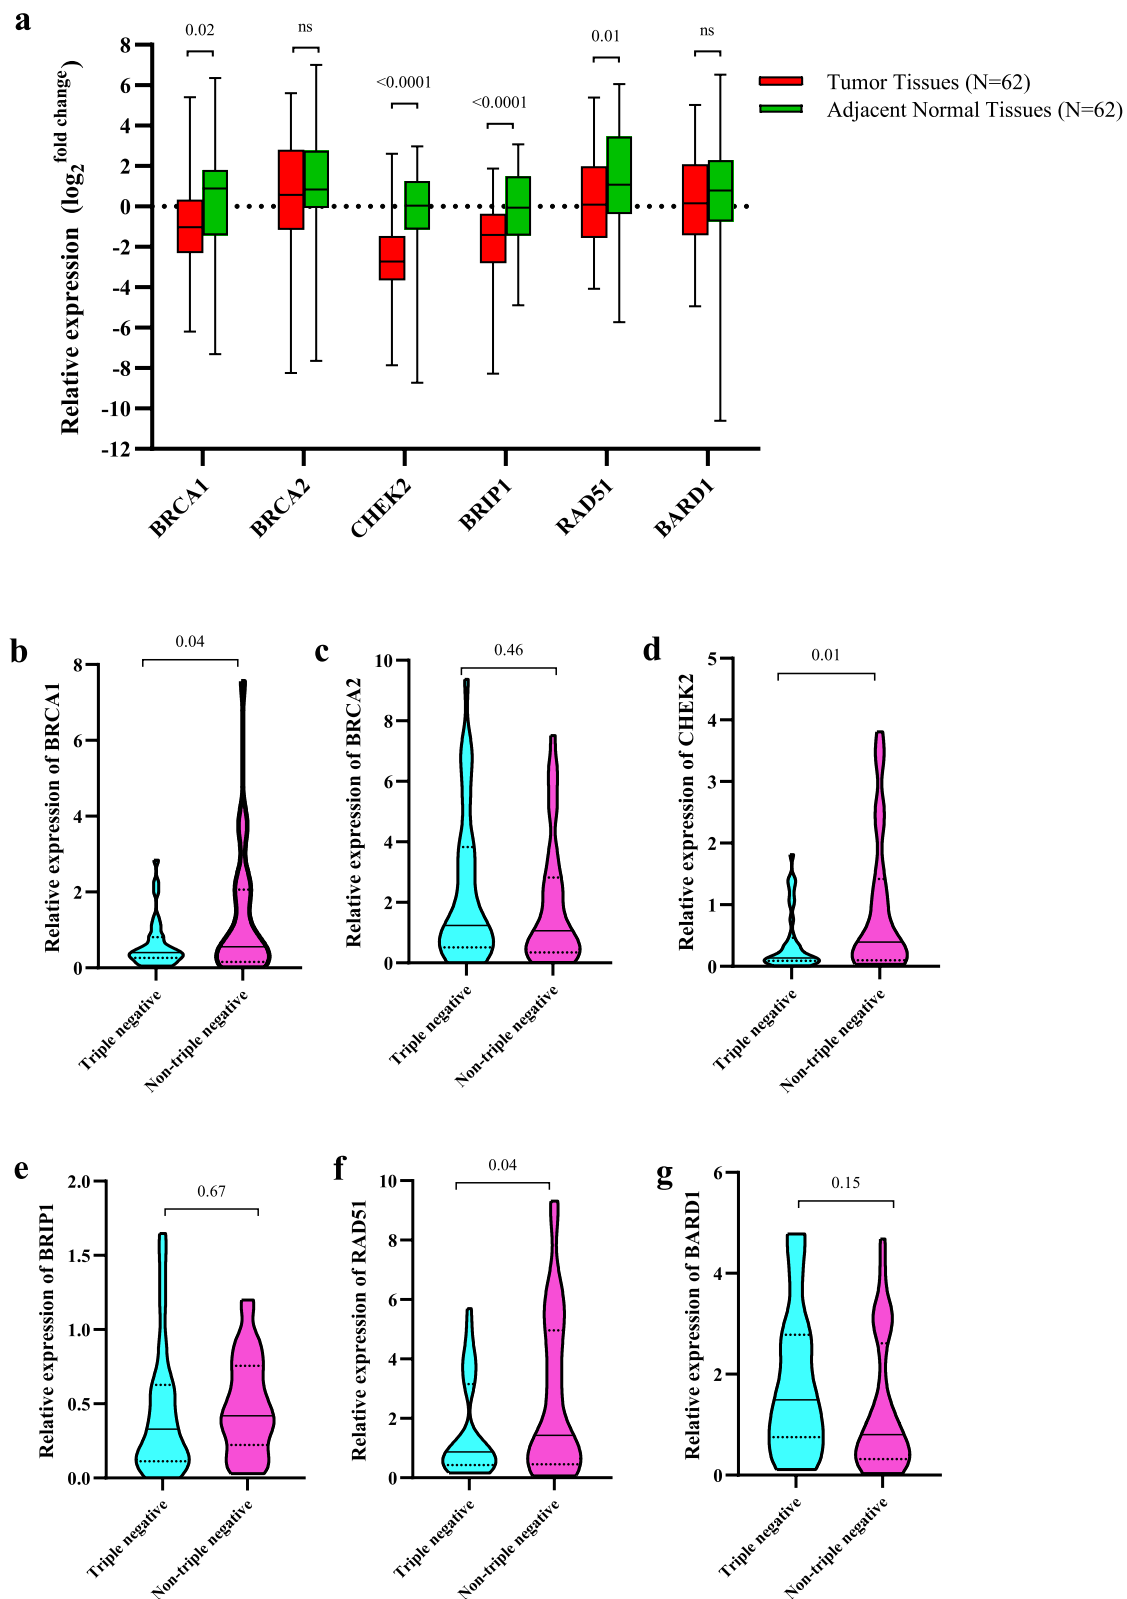 a
0.02
ns
<0.0001
<0.0001
0.01
ns
Relative expression (log2 fold change)
8
6
4
2
0
-2
-4
-6
-8
-10
-12
BRCA1
BRCA2
CHEK2
BRIP1
RAD51
BARD1
Tumor Tissues (N=62)
Adjacent Normal Tissues (N=62)
b
0.04
Relative expression of BRCA1
8
6
4
2
0
Triple negative
Non-triple negative
c
0.46
Relative expression of BRCA2
10
8
6
4
2
0
Triple negative
Non-triple negative
d
0.01
Relative expression of CHEK2
5
4
3
2
1
0
Triple negative
Non-triple negative
e
0.67
Relative expression of BRIP1
2.0
1.5
1.0
0.5
0.0
Triple negative
Non-triple negative
f
0.04
Relative expression of RAD51
10
8
6
4
2
0
Triple negative
Non-triple negative
g
0.15
Relative expression of BARD1
6
4
2
0
Triple negative
Non-triple negative